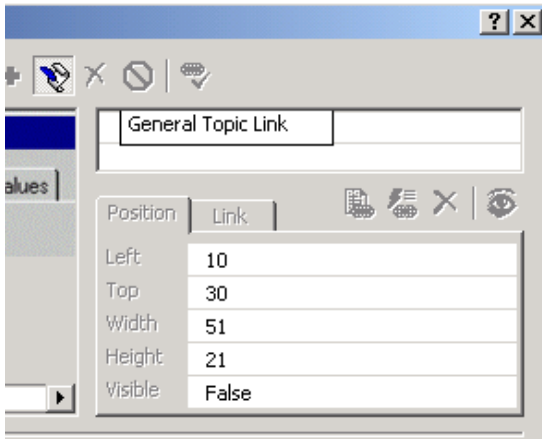 General Topic Link
alues
Position Link
Left 10
Top 30
Width 51
Height 21
Visible False